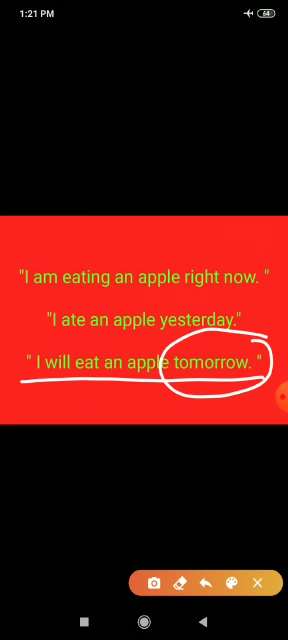 1:21 PM
64
"I am eating an apple right now. "
"I ate an apple yesterday."
" I will eat an apple tomorrow. "